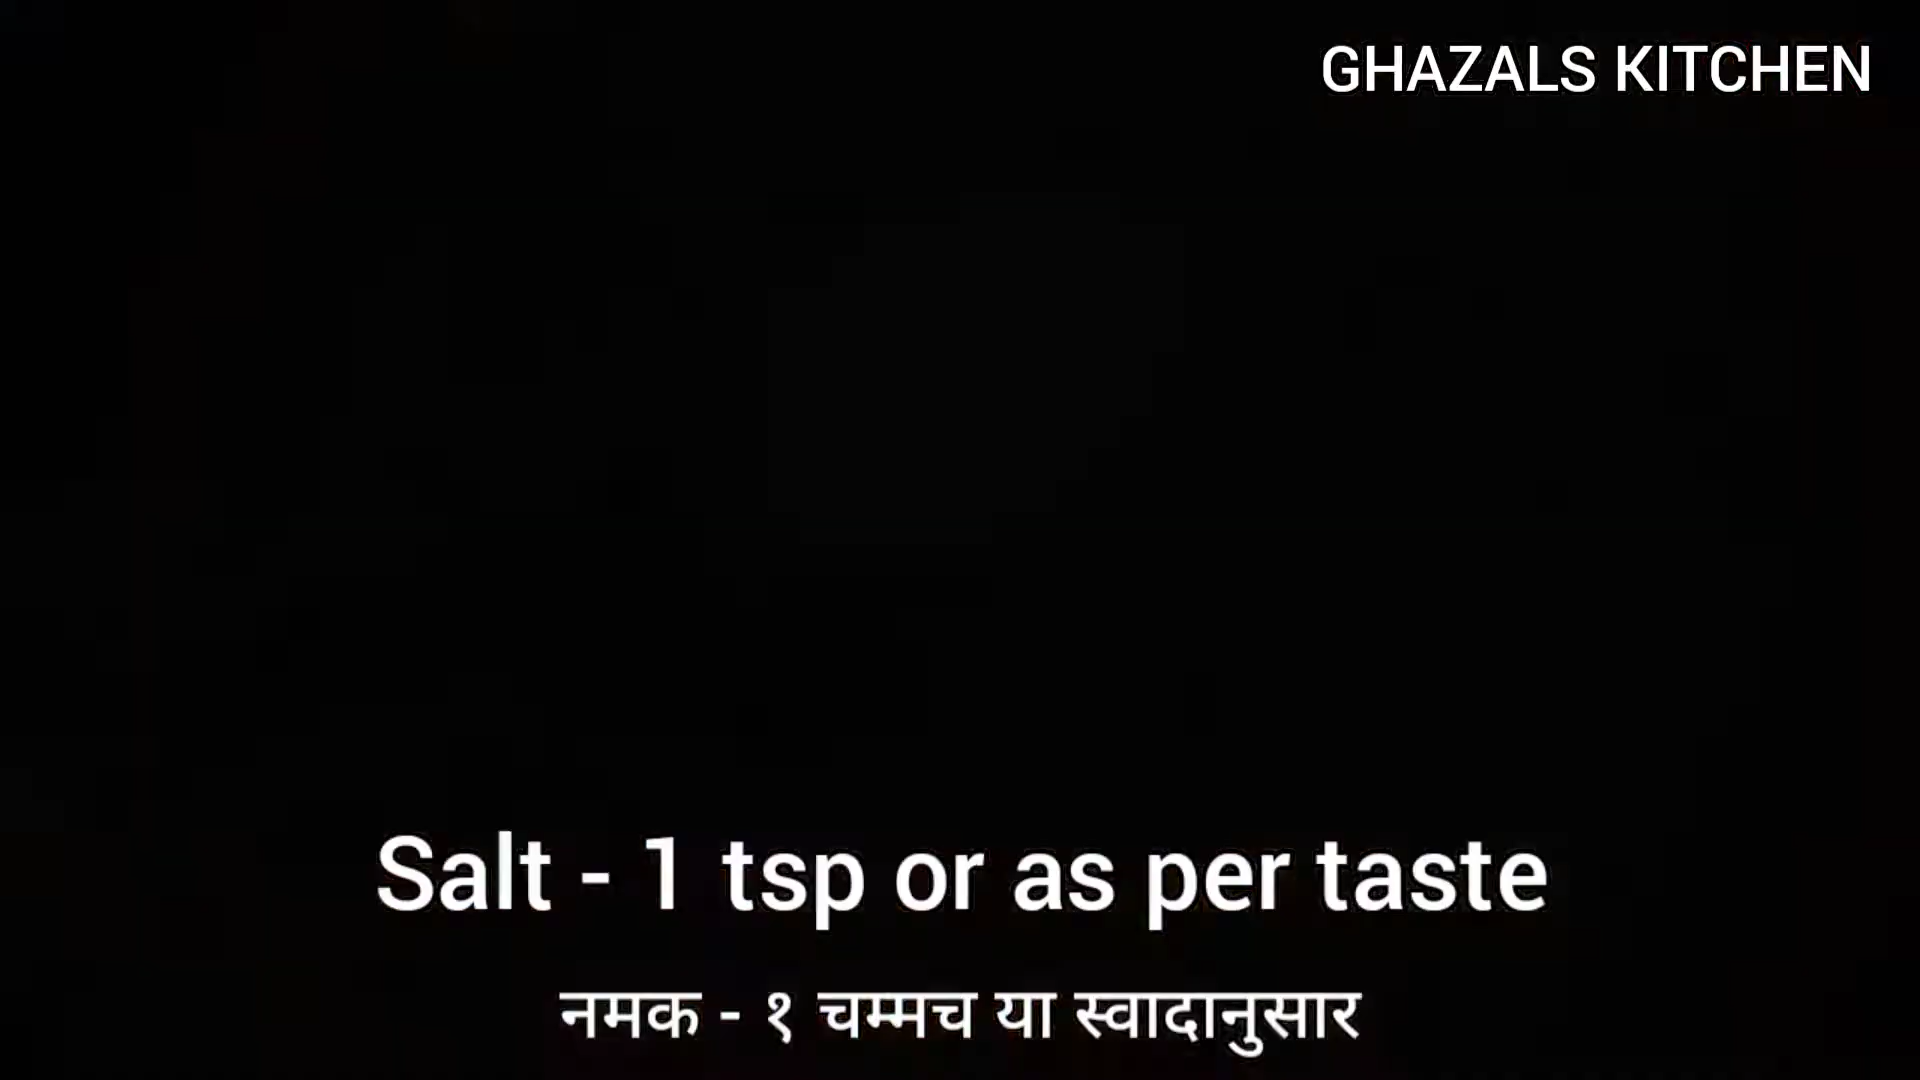 GHAZALS KITCHEN
Salt - 1 tsp or as per taste
नमक - १ चम्मच या स्वादानुसार